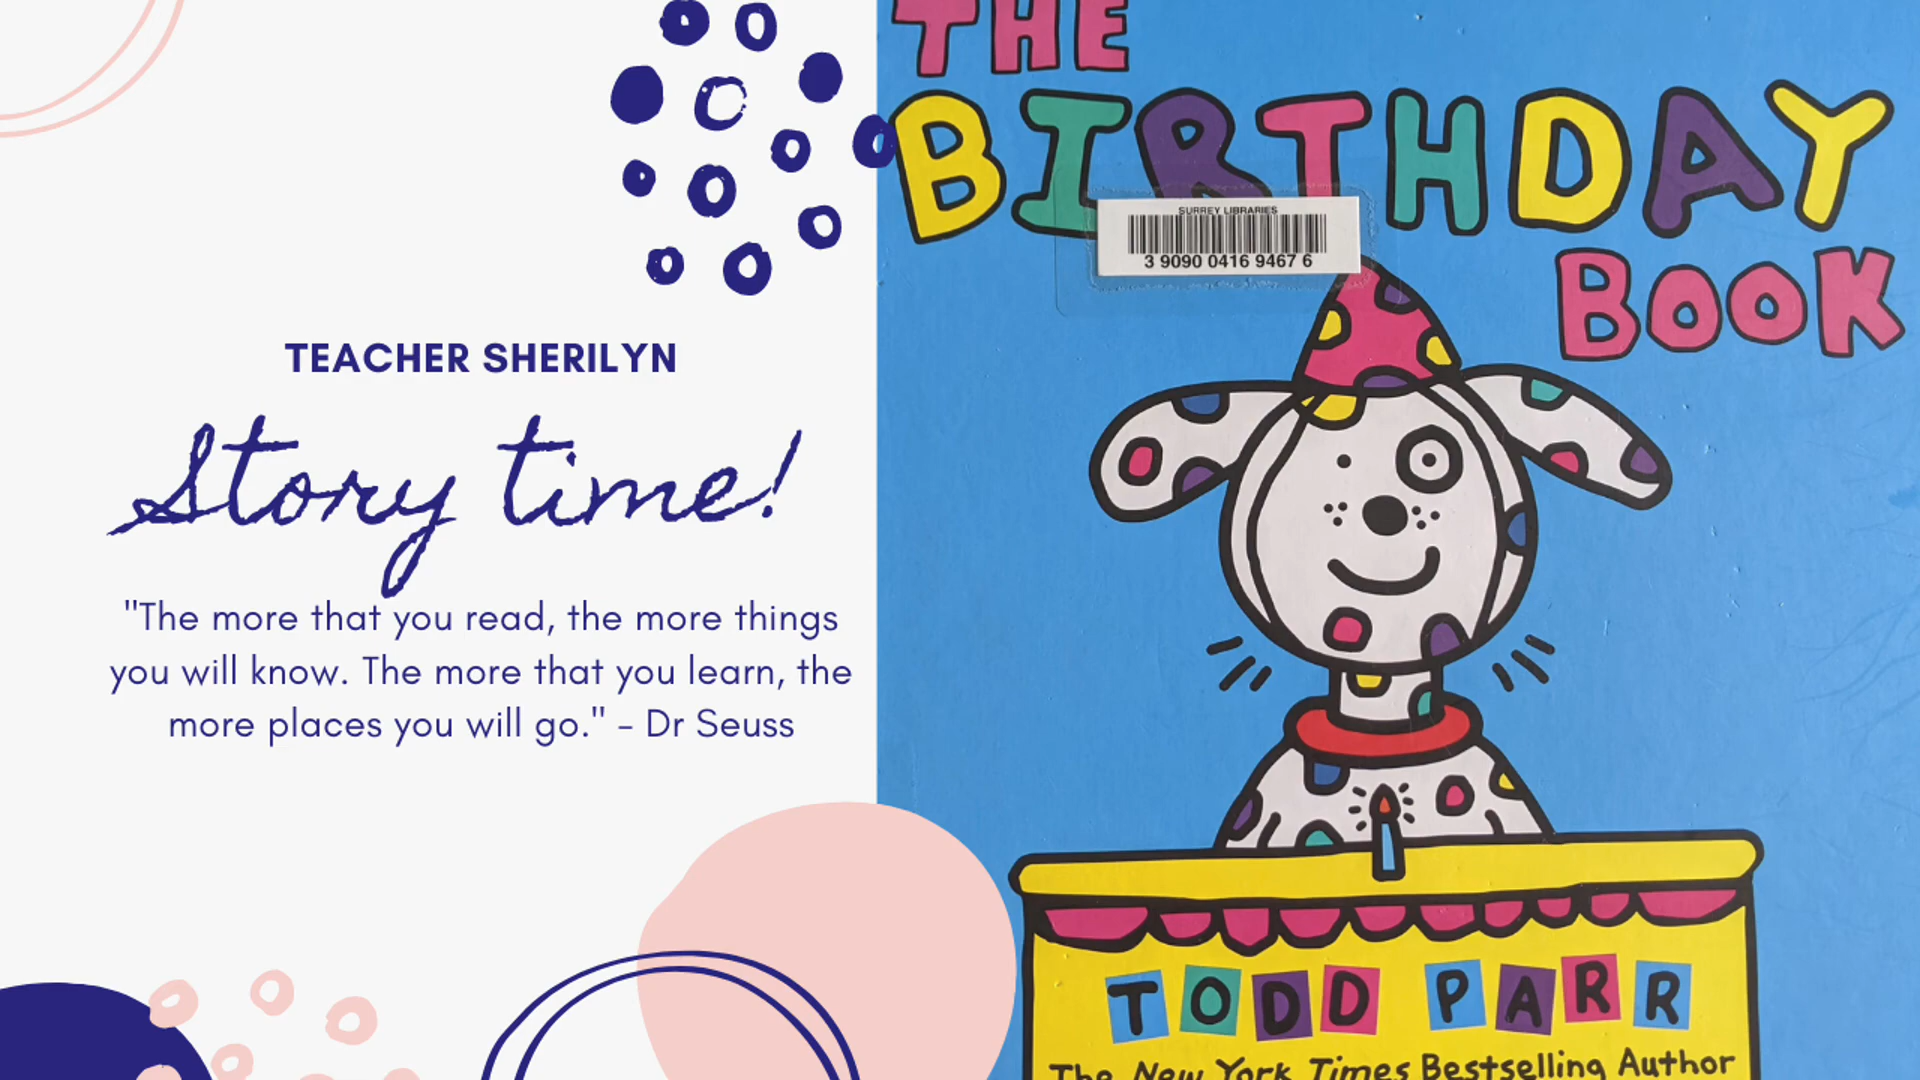 TEACHER SHERILYN
Story time!
"The more that you read, the more things
you will know. The more that you learn, the
more places you will go." - Dr Seuss
THE
BIRTHDAY
BOOK
SURREY LIBRARIES
3 9090 0416 9467 6
TODD PARR
The New York Times Bestselling Author